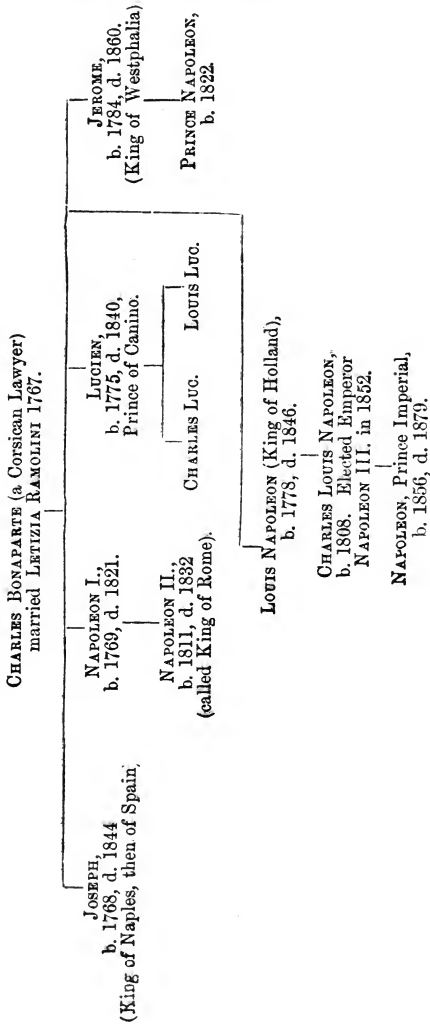 CHARLES BONAPARTE (a Corsican Lawyer)
married LETIZIA RAMOLINI 1767.
JOSEPH,
b. 1768, d. 1844
(King of Naples, then of Spain)
NAPOLEON I.,
b. 1769, d. 1821.
NAPOLEON II.,
b. 1811, d. 1832
(called King of Rome).
LUCIEN,
b. 1775, d. 1840,
Prince of Canino.
CHARLES LUC.
LOUIS LUC.
JEROME,
b. 1784, d. 1860.
(King of Westphalia)
PRINCE NAPOLEON,
b. 1822.
LOUIS NAPOLEON (King of Holland),
b. 1778, d. 1846.
CHARLES LOUIS NAPOLEON,
b. 1808. Elected Emperor
NAPOLEON III. in 1852.
NAPOLEON, Prince Imperial,
b. 1856, d. 1879.